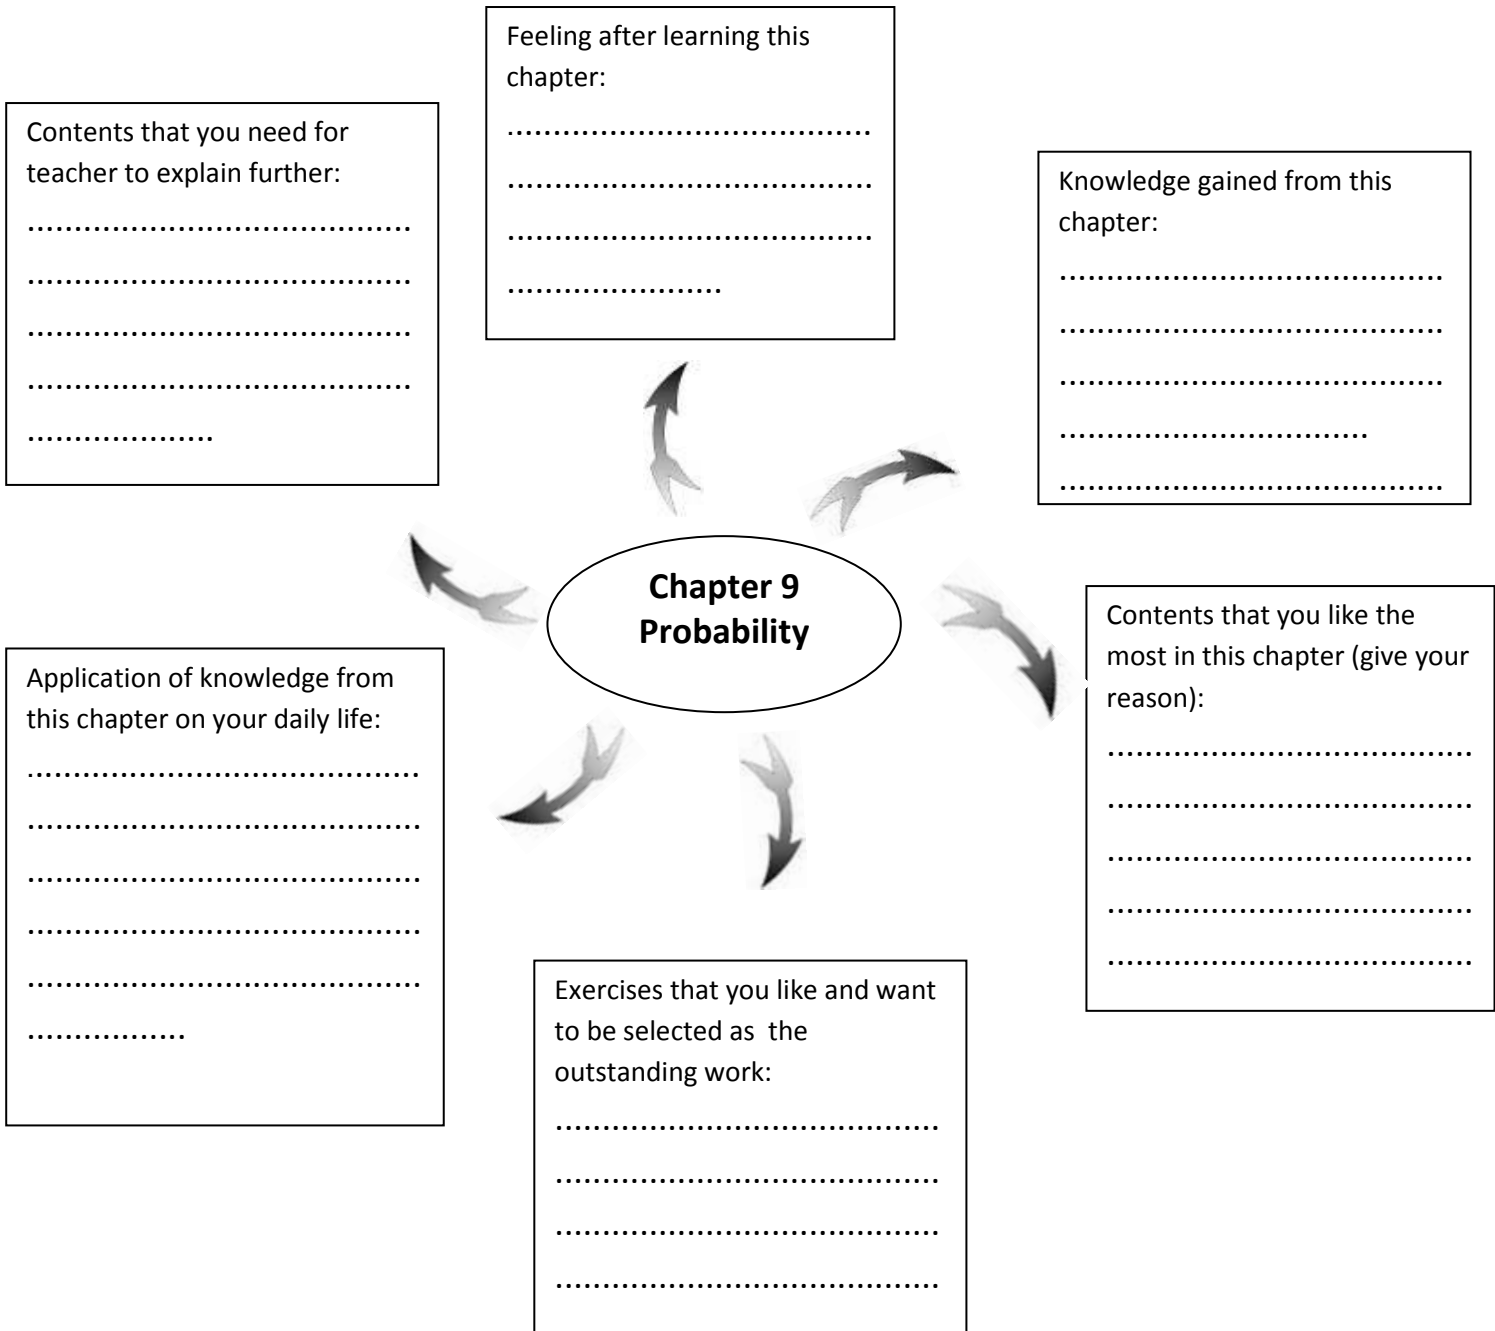 Feeling after learning this
chapter:
.......................................
.......................................
.......................................
.......................
Contents that you need for
teacher to explain further:
.........................................
.........................................
.........................................
.........................................
....................
Knowledge gained from this
chapter:
.........................................
.........................................
.........................................
.................................
.........................................
Chapter 9
Probability
Contents that you like the
most in this chapter (give your
reason):
.......................................
.......................................
.......................................
.......................................
.......................................
Application of knowledge from
this chapter on your daily life:
..........................................
..........................................
..........................................
..........................................
..........................................
.................
Exercises that you like and want
to be selected as  the
outstanding work:
.........................................
.........................................
.........................................
.........................................